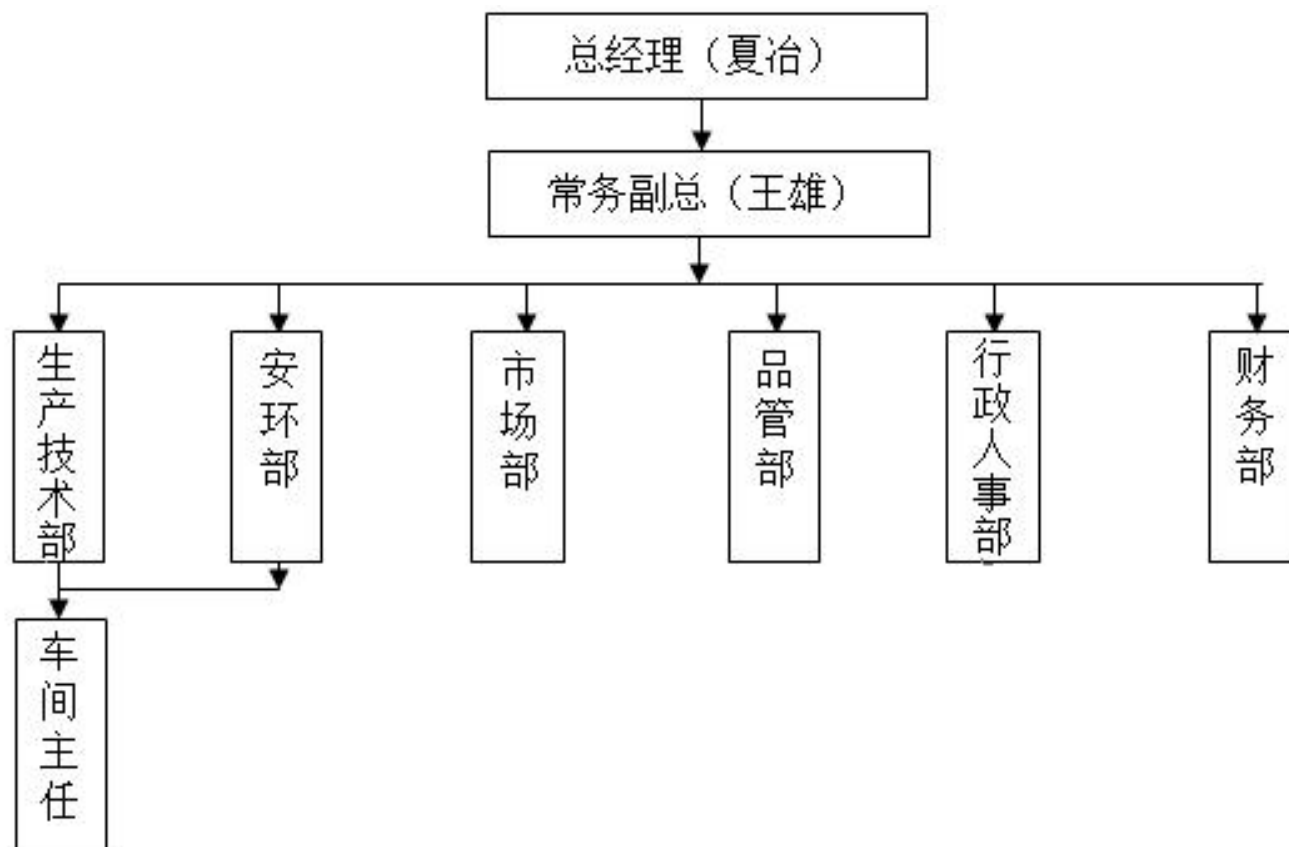 总经理（夏冶）
常务副总（王雄）
生产技术部
安环部
市场部
品管部
行政人事部
财务部
车间主任